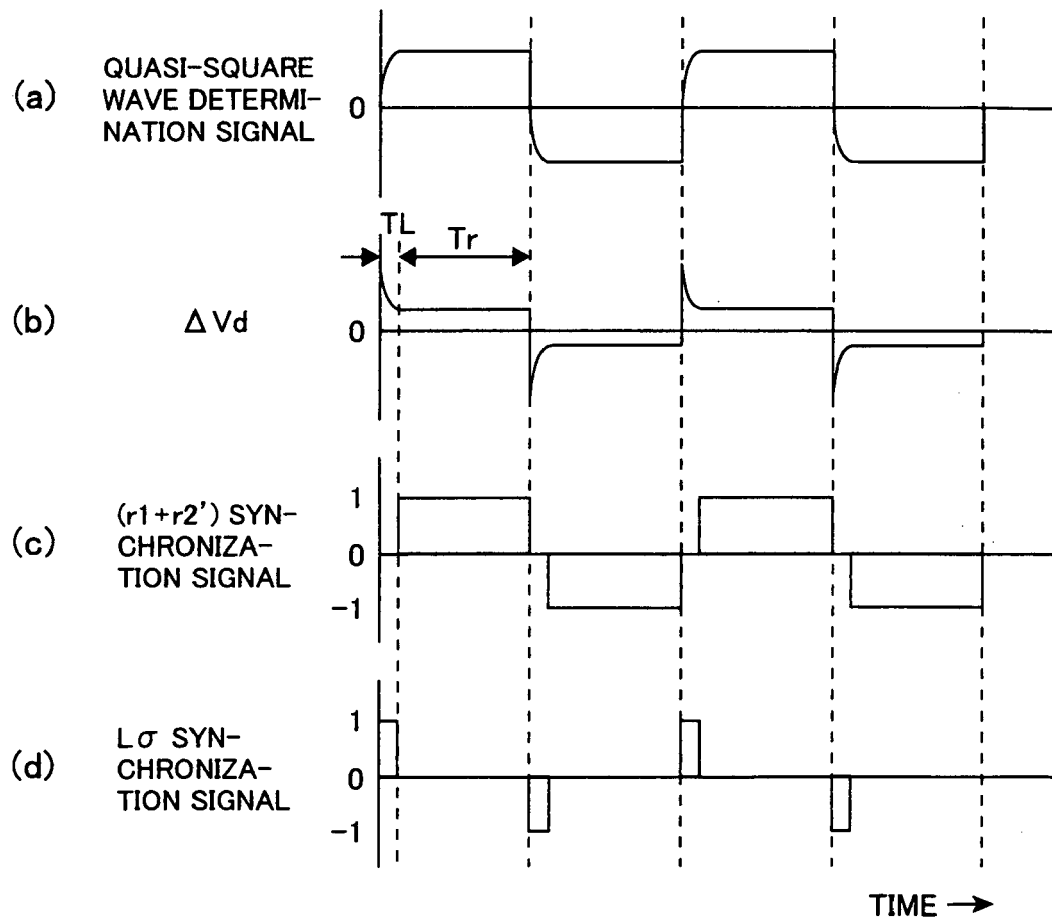 (a)
QUASI-SQUARE
WAVE DETERMI-
NATION SIGNAL
0
TL
Tr
(b)
ΔVd
0
(c)
(r1+r2') SYN-
CHRONIZA-
TION SIGNAL
1
0
-1
(d)
Lσ SYN-
CHRONIZA-
TION SIGNAL
1
0
-1
TIME →